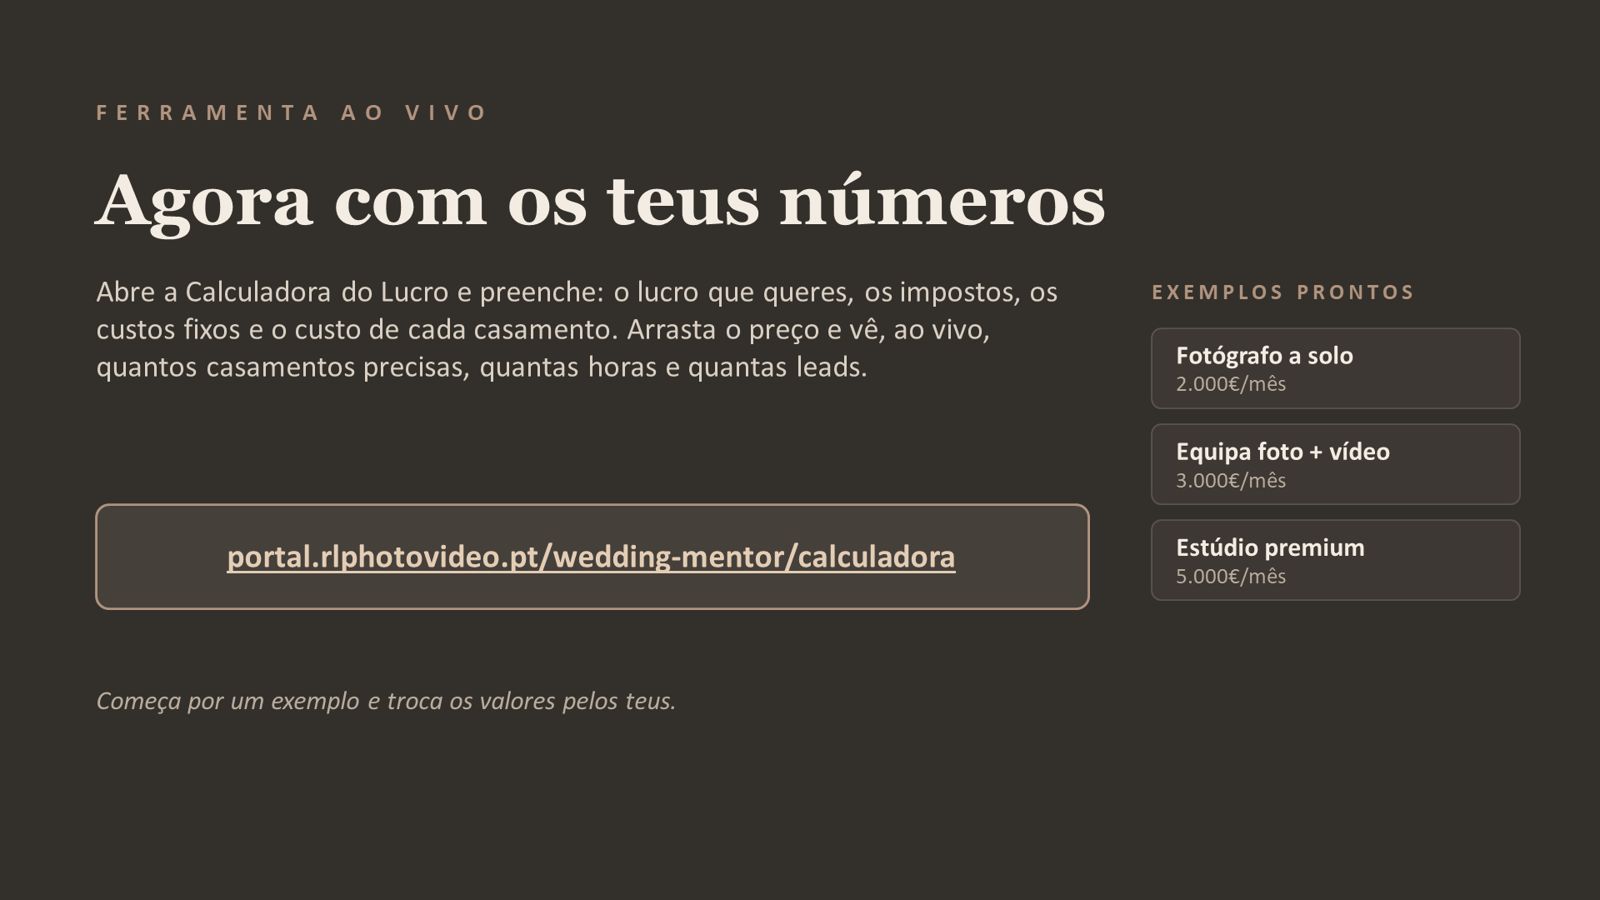 FERRAMENTA AO VIVO
Agora com os teus números
Abre a Calculadora do Lucro e preenche: o lucro que queres, os impostos, os
custos fixos e o custo de cada casamento. Arrasta o preço e vê, ao vivo,
quantos casamentos precisas, quantas horas e quantas leads.
portal.rlphotovideo.pt/wedding-mentor/calculadora
Começa por um exemplo e troca os valores pelos teus.
EXEMPLOS PRONTOS
Fotógrafo a solo
2.000€/mês
Equipa foto + vídeo
3.000€/mês
Estúdio premium
5.000€/mês